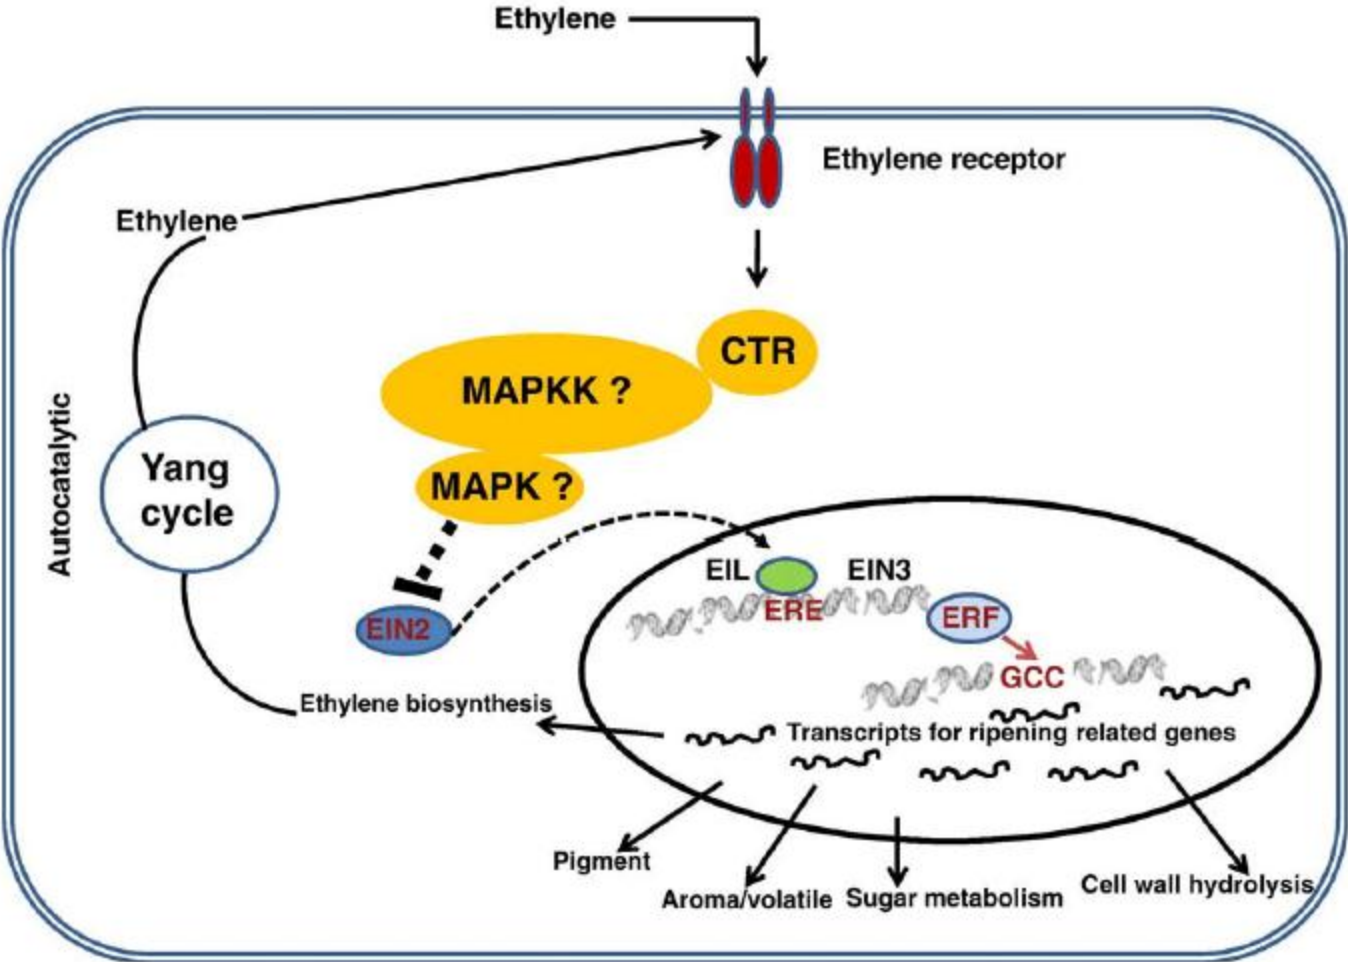 Ethylene
Ethylene receptor
Ethylene
CTR
MAPKK ?
MAPK ?
Autocatalytic
Yang
cycle
EIL
EIN3
ERE
ERF
EIN2
GCC
Ethylene biosynthesis
Transcripts for ripening related genes
Pigment
Aroma/volatile
Sugar metabolism
Cell wall hydrolysis